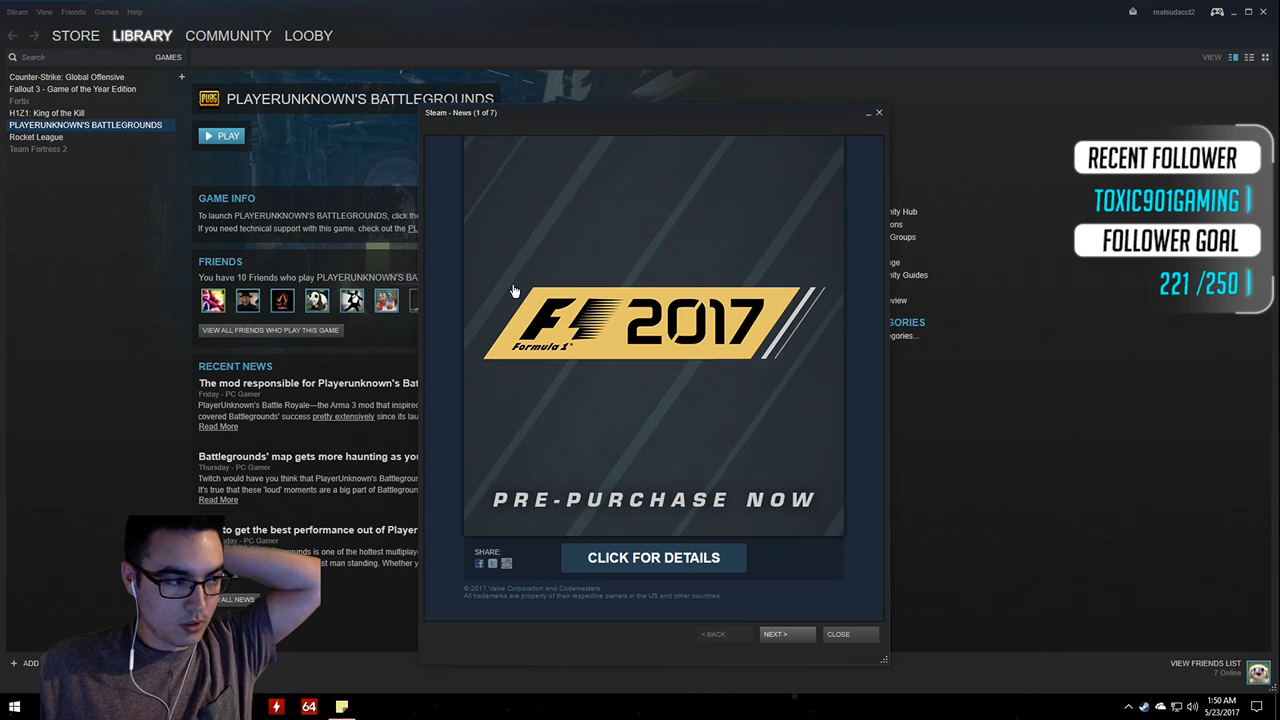 Steam View Friends Games Help
matsudaccf2
STORE LIBRARY COMMUNITY LOOBY
Search GAMES
VIEW
Counter-Strike: Global Offensive
Fallout 3 - Game of the Year Edition
Fortix
H1Z1: King of the Kill
PLAYERUNKNOWN'S BATTLEGROUNDS
Rocket League
Team Fortress 2
PUBG
PLAYERUNKNOWN'S BATTLEGROUNDS
PLAY
GAME INFO
To launch PLAYERUNKNOWN'S BATTLEGROUNDS, click the
If you need technical support with this game, check out the PL
FRIENDS
You have 10 Friends who play PLAYERUNKNOWN'S BA
VIEW ALL FRIENDS WHO PLAY THIS GAME
RECENT NEWS
The mod responsible for Playerunknown's Bat
Friday - PC Gamer
PlayerUnknown's Battle Royale—the Arma 3 mod that inspired
covered Battlegrounds' success pretty extensively since its lau
Read More
Battlegrounds' map gets more haunting as you
Thursday - PC Gamer
Twitch would have you think that PlayerUnknown's Battlegroun
It's true that these 'loud' moments are a big part of Battlegroun
Read More
to get the best performance out of Player
day - PC Gamer
grounds is one of the hottest multiplaye
st man standing. Whether y
ALL NEWS
Steam - News (1 of 7)
F1 2017
Formula 1
PRE-PURCHASE NOW
SHARE:
CLICK FOR DETAILS
© 2017 Valve Corporation and Codemasters.
All trademarks are property of their respective owners in the US and other countries.
< BACK NEXT > CLOSE
nity Hub
ons
Groups
ge
unity Guides
eview
GORIES
egories...
RECENT FOLLOWER
TOXIC901GAMING
FOLLOWER GOAL
221 /250
+ ADD
VIEW FRIENDS LIST
7 Online
64
1:50 AM
5/23/2017